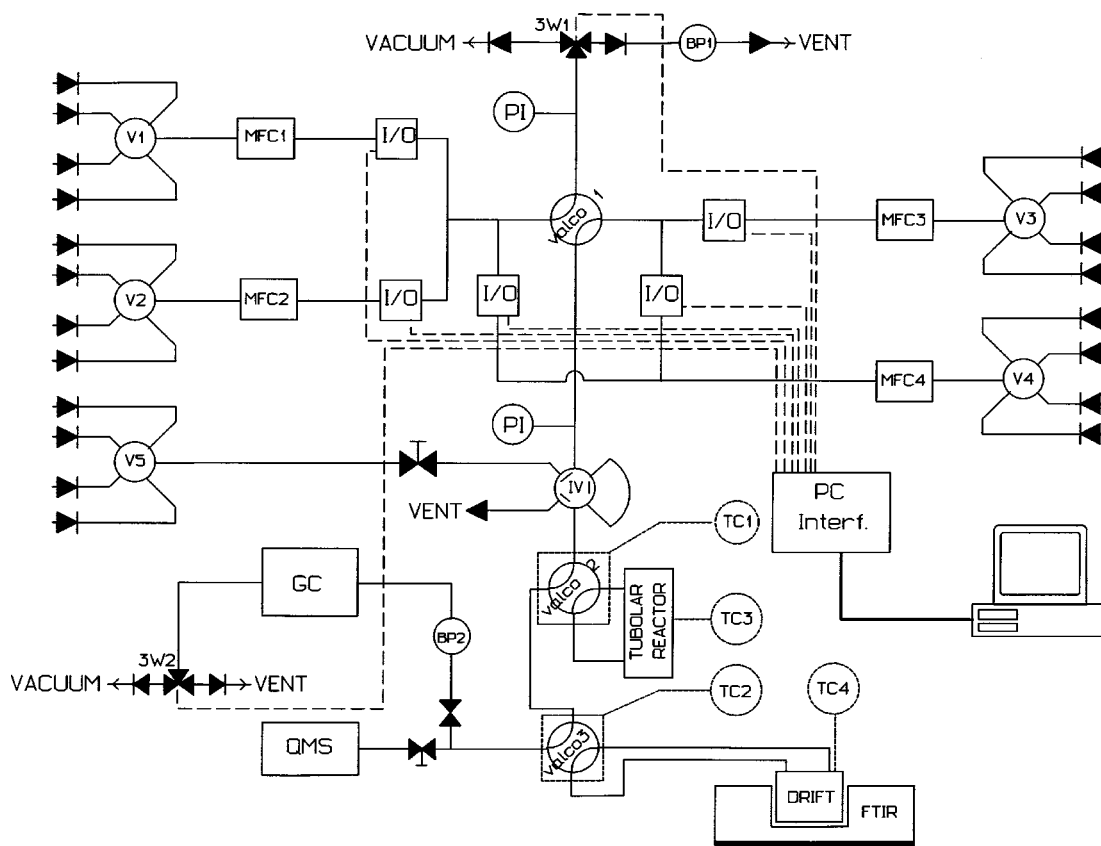 3W1
VACUUM
BP1
VENT
PI
V1
MFC1
I/O
valco 1
I/O
MFC3
V3
V2
MFC2
I/O
I/O
I/O
MFC4
V4
PI
V5
IV1
VENT
PC
Interf.
TC1
GC
valco 2
TUBOLAR
REACTOR
TC3
BP2
3W2
VACUUM
VENT
TC2
TC4
QMS
valco3
DRIFT
FTIR